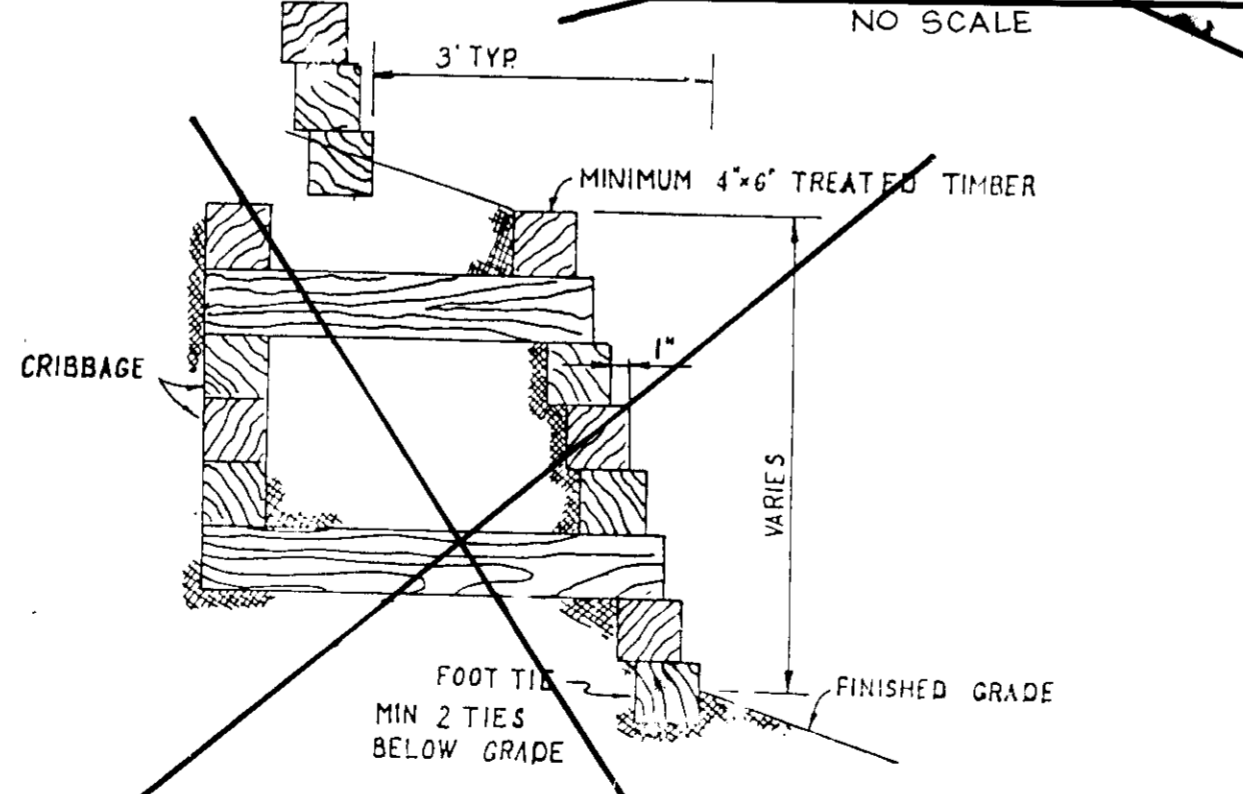 NO SCALE
3' TYP.
MINIMUM 4"x6" TREATED TIMBER
CRIBBAGE
1"
VARIES
FOOT TIE
MIN 2 TIES
BELOW GRADE
FINISHED GRADE